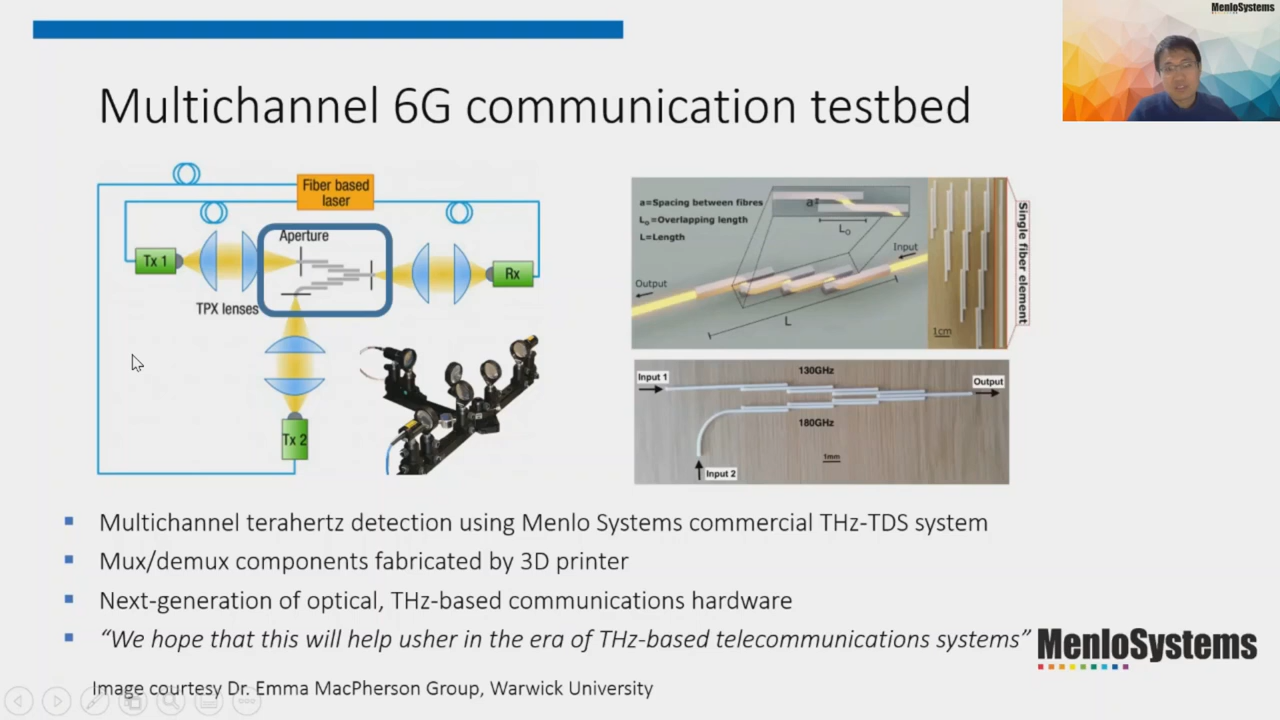 MenloSystems
Multichannel 6G communication testbed
Fiber based
laser
Aperture
Tx 1
Rx
TPX lenses
Tx 2
a=Spacing between fibres
Lo=Overlapping length
L=Length
a
Lo
Input
Output
L
1cm
Single fiber element
130GHz
Input 1
Output
180GHz
1mm
Input 2
Multichannel terahertz detection using Menlo Systems commercial THz-TDS system
Mux/demux components fabricated by 3D printer
Next-generation of optical, THz-based communications hardware
“We hope that this will help usher in the era of THz-based telecommunications systems”
MenloSystems
Image courtesy Dr. Emma MacPherson Group, Warwick University